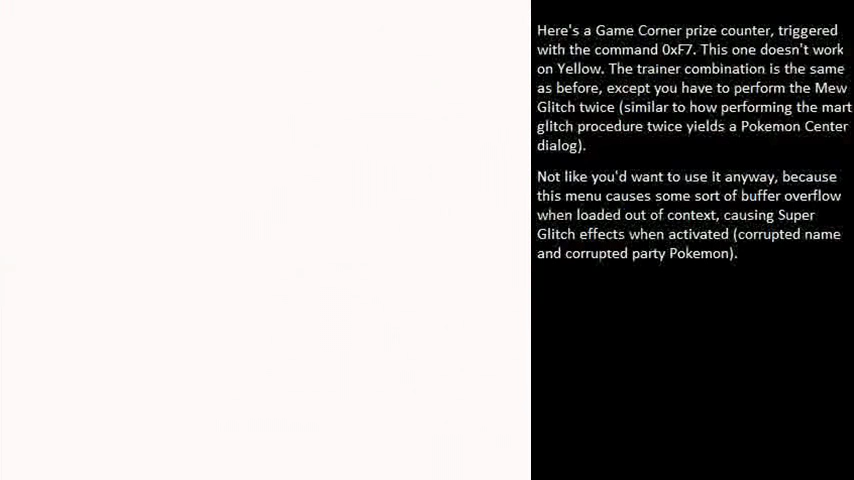 Here's a Game Corner prize counter, triggered
with the command 0xF7. This one doesn't work
on Yellow. The trainer combination is the same
as before, except you have to perform the Mew
Glitch twice (similar to how performing the mart
glitch procedure twice yields a Pokemon Center
dialog).
Not like you'd want to use it anyway, because
this menu causes some sort of buffer overflow
when loaded out of context, causing Super
Glitch effects when activated (corrupted name
and corrupted party Pokemon).